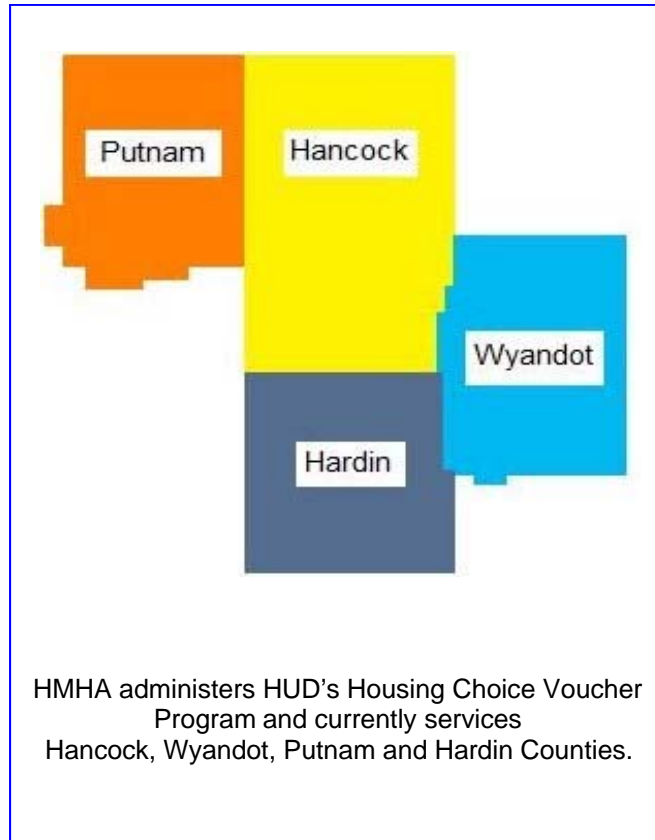 Putnam
Hancock
Wyandot
Hardin
HMHA administers HUD’s Housing Choice Voucher
Program and currently services
Hancock, Wyandot, Putnam and Hardin Counties.